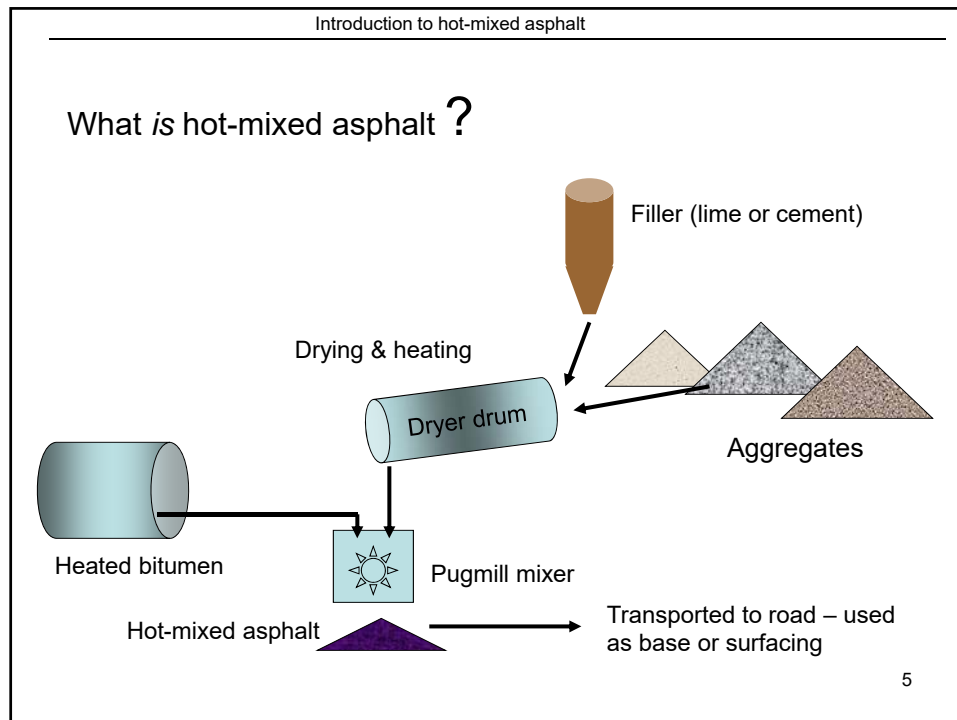 Introduction to hot-mixed asphalt
What is hot-mixed asphalt ?
Filler (lime or cement)
Drying & heating
Dryer drum
Aggregates
Heated bitumen
Pugmill mixer
Hot-mixed asphalt
Transported to road – used
as base or surfacing
5